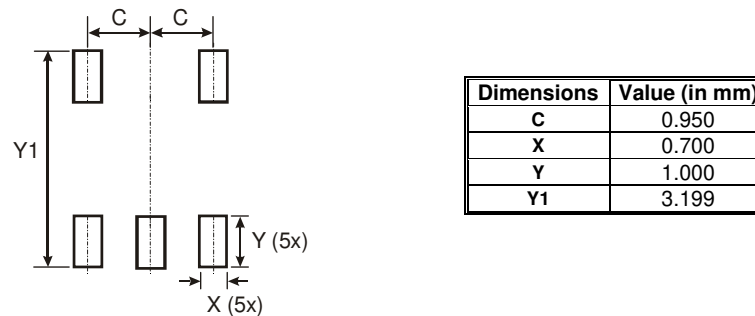 C C
Y1
Y (5x)
X (5x)
Dimensions Value (in mm)
C 0.950
X 0.700
Y 1.000
Y1 3.199